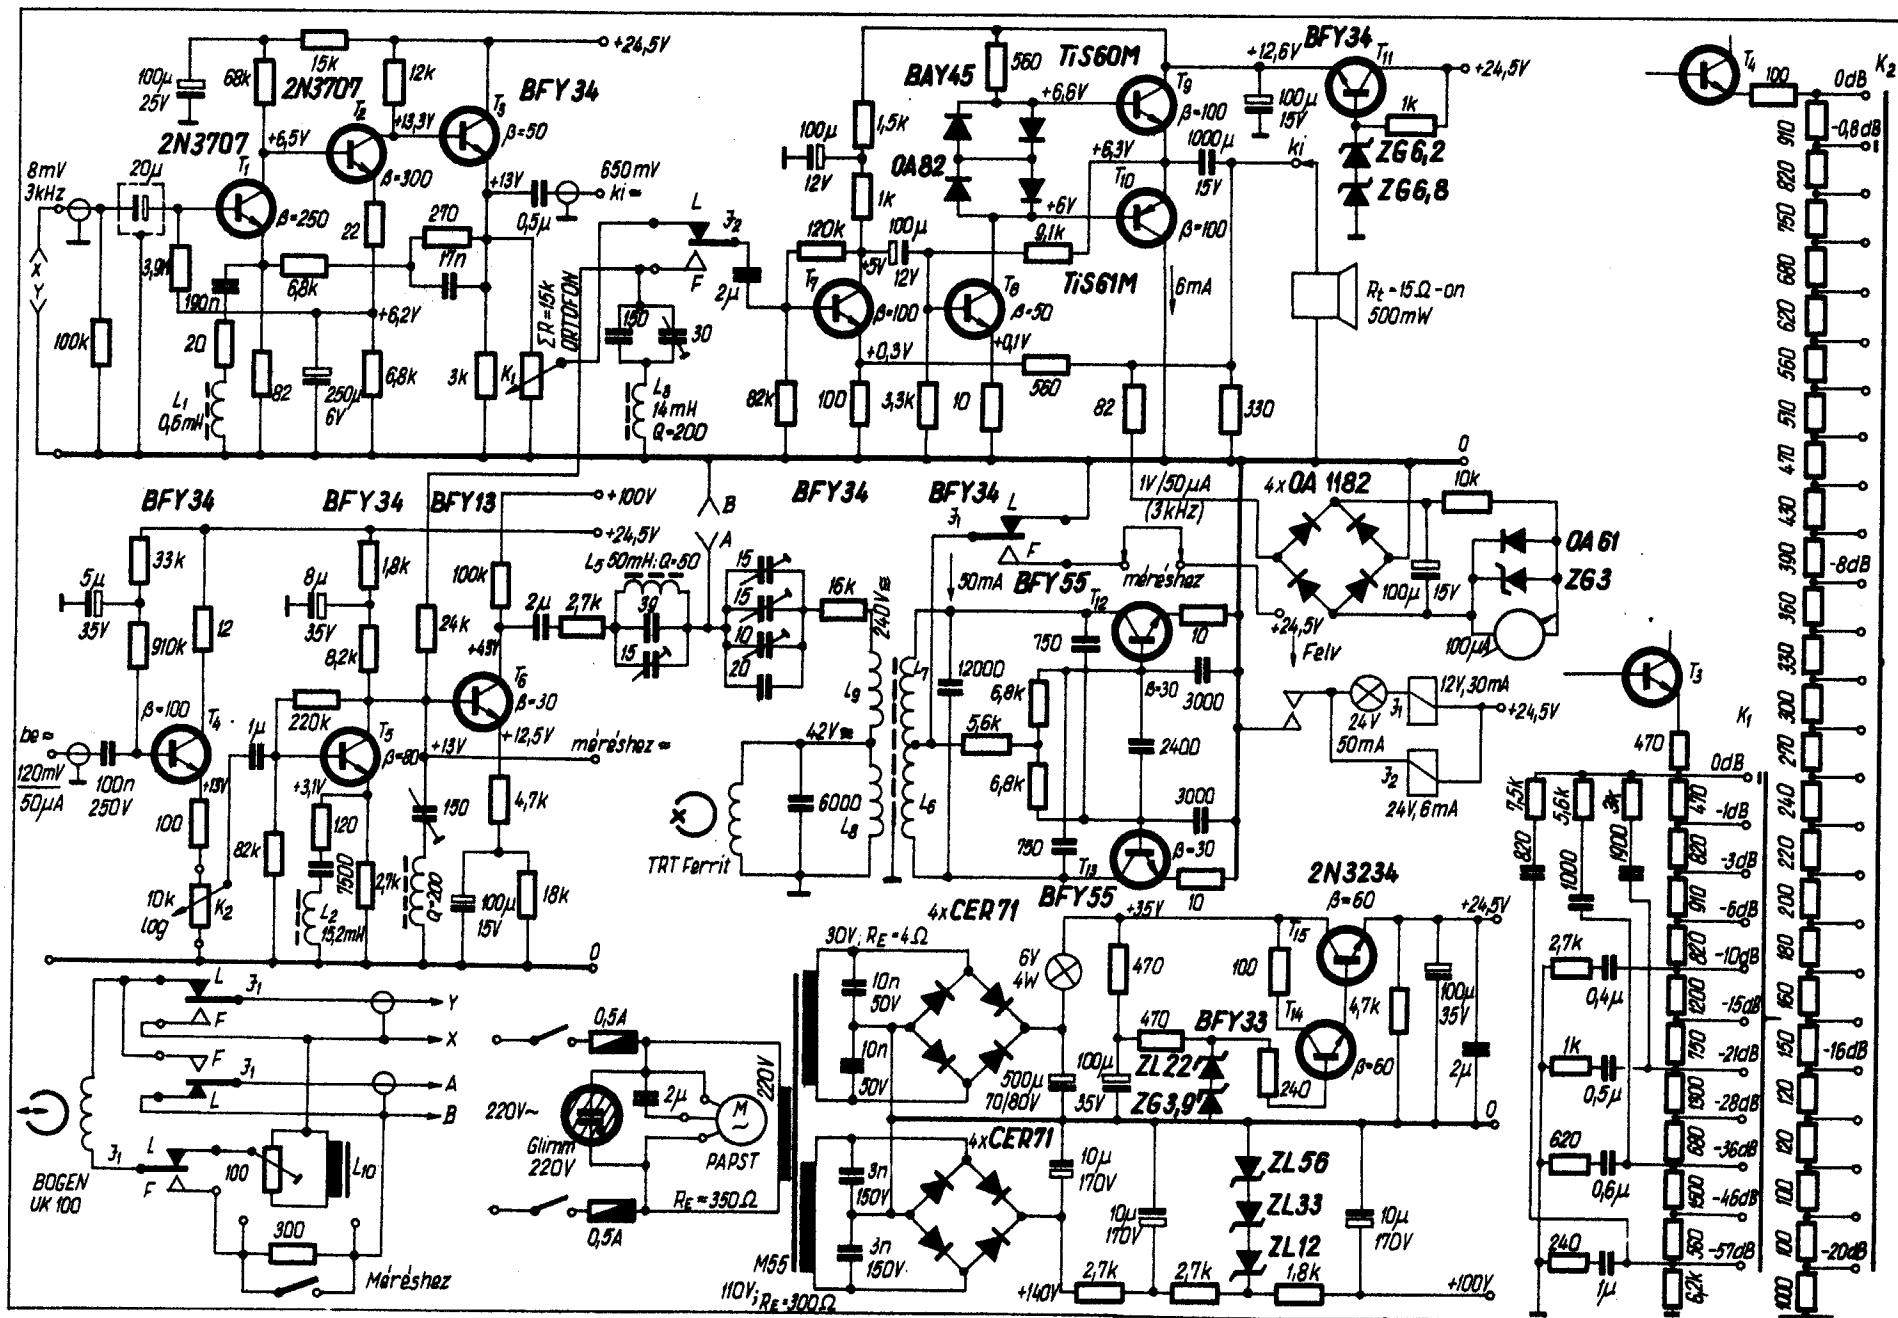 +24,5V
15k
12k
68k
100µ
25V
2N3707
BFY34
T2
T3
+13,3V
β=50
+6,5V
2N3707
β=300
8mV
3kHz
20µ
T1
β=250
+13V
0,5µ
650mV
ki≈
22
270
17n
3,9k
190n
6,8k
+6,2V
X
Y
100k
20
L1
0,6mH
82
250µ
6V
6,8k
3k
K1
ΣR=15k
ORTOFON
L
F
J2
2µ
150
30
L3
14mH
Q=200
TiS60M
BAY45
560
1,5k
100µ
12V
OA82
1k
120k
+5V
100µ
12V
9,1k
+6,6V
T9
β=100
+6,3V
1000µ
15V
T10
+6V
β=100
TiS61M
6mA
T7
β=100
T8
β=50
+0,3V
+0,1V
560
82k
100
3,3k
10
82
330
+12,6V
BFY34
T11
+24,5V
100µ
15V
1k
ZG6,2
ZG6,8
ki
Rt=15Ω-on
500mW
0
T4
100
0dB
K2
910
-0,8dB
820
750
680
620
560
510
470
430
390
-8dB
360
330
300
270
240
220
200
180
160
150
-16dB
120
120
100
100
-20dB
1000
BFY34
BFY34
BFY13
+100V
+24,5V
33k
5µ
35V
910k
12
8µ
35V
1,8k
8,2k
24k
100k
2µ
2,7k
L5 50mH; Q=50
39
15
B
A
+43V
T6
β=30
+12,5V
220k
β=100
T4
1µ
T5
β=80
+13V
méréshez≈
be≈
120mV
50µA
100n
250V
+13V
100
82k
+3,1V
120
1500
2,7k
L2
15,2mH
150
Q=200
4,7k
100µ
15V
18k
10k
log
K2
0
BFY34
BFY34
15
15
10
20
16k
240V≈
L9
L8
L7
L6
42V≈
6000
TRT Ferrit
J1
L
F
50mA
BFY55
1V/50µA
(3kHz)
méréshez
T12
750
10
12000
6,8k
5,6k
6,8k
β=30
3000
2400
3000
750
T13
β=30
10
BFY55
4xOA1182
10k
OA61
ZG3
100µ
15V
100µA
+24,5V
Felv
24V
50mA
J1
12V, 30mA
+24,5V
J2
24V, 6mA
T3
K1
470
0dB
7,5k
5,6k
3k
820
1000
1900
470
-1dB
820
-3dB
910
-6dB
820
-10dB
1200
-15dB
750
-21dB
1300
-28dB
680
-36dB
1500
-46dB
560
-57dB
6,2k
2,7k
0,4µ
1k
0,5µ
620
0,6µ
240
1µ
L
J1
Y
F
X
F
J1
A
L
B
BOGEN
UK 100
J1
L
F
100
L10
300
Méréshez
0,5A
220V~
Glimm
220V
2µ
M
~
PAPST
220V
RE=350Ω
0,5A
M55
4xCER71
30V; RE=4Ω
10n
50V
10n
50V
6V
4W
+35V
500µ
70/80V
100µ
35V
470
470
BFY33
ZL22
ZG3,9
2N3234
β=60
T15
100
T14
β=60
240
4,7k
+24,5V
100µ
35V
2µ
0
4xCER71
3n
150V
3n
150V
110V; RE=300Ω
10µ
170V
10µ
170V
ZL56
ZL33
ZL12
10µ
170V
+140V
2,7k
2,7k
1,8k
+100V